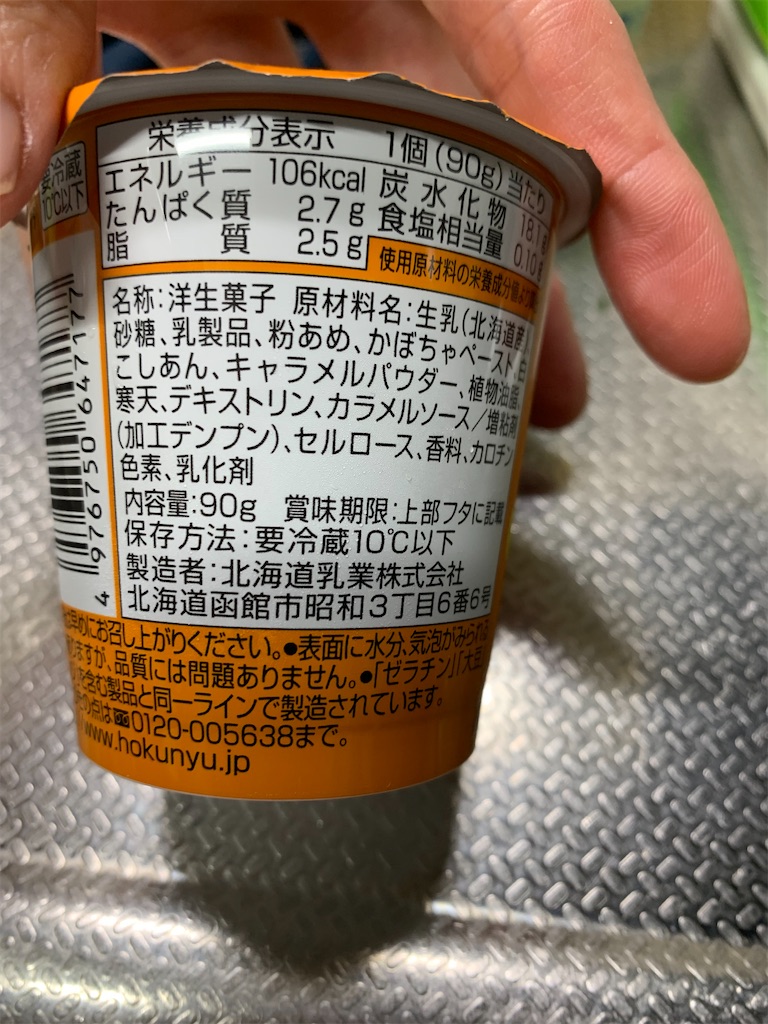 栄養成分表示 1個(90g)当たり
エネルギー 106kcal 炭水化物 18.1g
たんぱく質 2.7g 食塩相当量 0.10g
脂質 2.5g
使用原材料の栄養成分値より
要冷蔵
10℃以下
名称:洋生菓子 原材料名:生乳(北海道産
砂糖、乳製品、粉あめ、かぼちゃペースト、白
こしあん、キャラメルパウダー、植物油脂、
寒天、デキストリン、カラメルソース/増粘剤
(加工デンプン)、セルロース、香料、カロチン
色素、乳化剤
内容量:90g 賞味期限:上部フタに記載
保存方法:要冷蔵10℃以下
製造者:北海道乳業株式会社
北海道函館市昭和3丁目6番6号
4 976750 647177
早めにお召し上がりください。●表面に水分、気泡がみられる
ますが、品質には問題ありません。●「ゼラチン」「大豆」
を含む製品と同一ラインで製造されています。
の点は 0120-005638まで。
www.hokunyu.jp